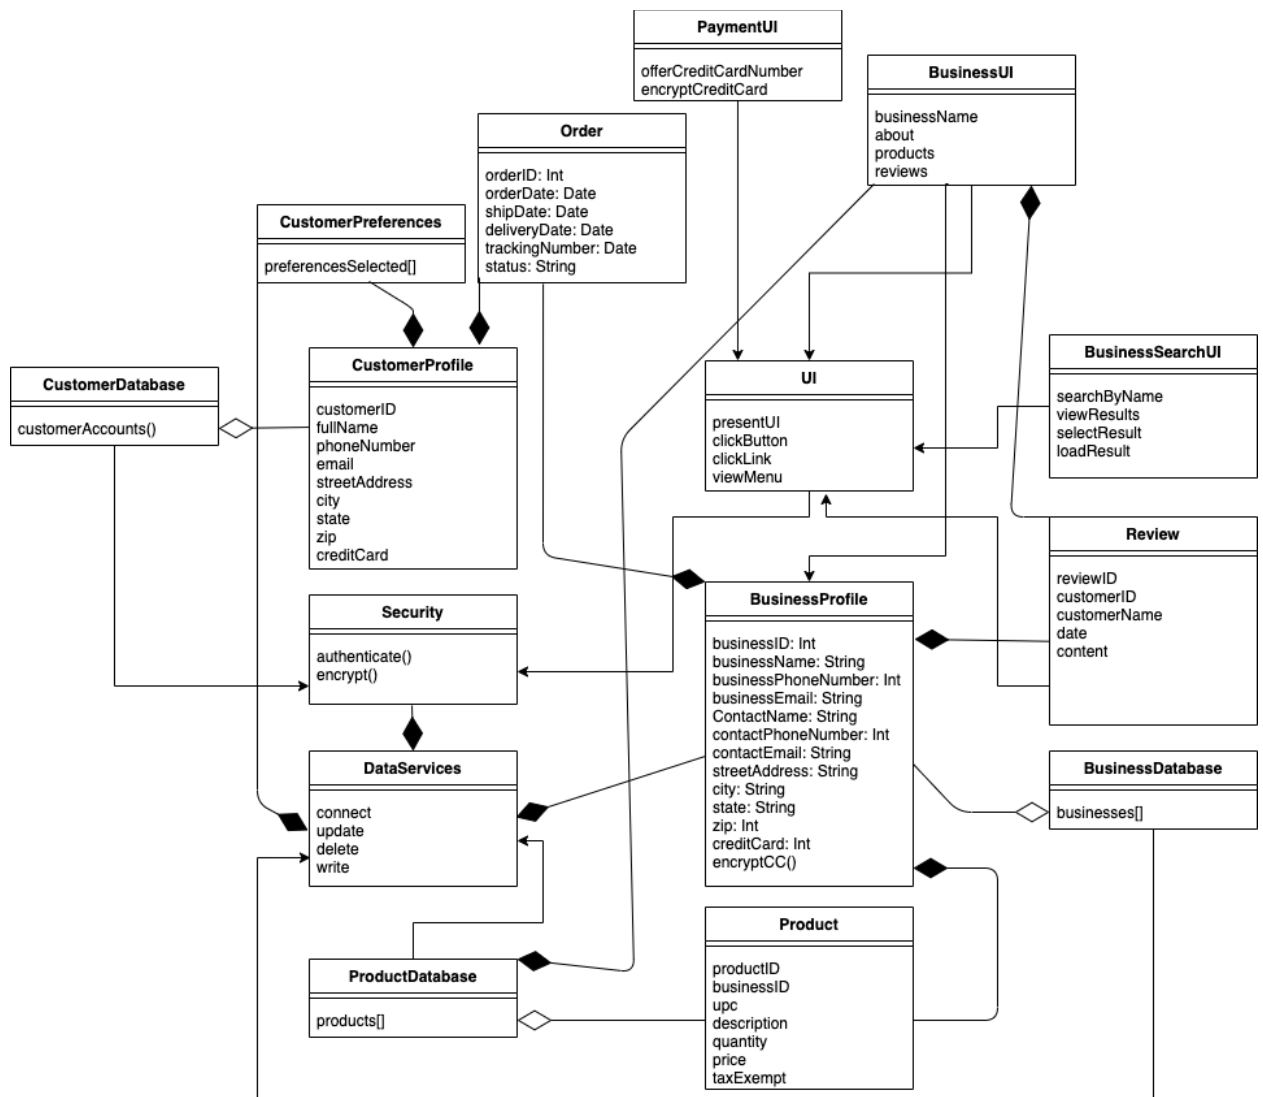 PaymentUI
offerCreditCardNumber
encryptCreditCard
BusinessUI
businessName
about
products
reviews
Order
orderID: Int
orderDate: Date
shipDate: Date
deliveryDate: Date
trackingNumber: Date
status: String
CustomerPreferences
preferencesSelected[]
CustomerDatabase
customerAccounts()
CustomerProfile
customerID
fullName
phoneNumber
email
streetAddress
city
state
zip
creditCard
UI
presentUI
clickButton
clickLink
viewMenu
BusinessSearchUI
searchByName
viewResults
selectResult
loadResult
Security
authenticate()
encrypt()
BusinessProfile
businessID: Int
businessName: String
businessPhoneNumber: Int
businessEmail: String
ContactName: String
contactPhoneNumber: Int
contactEmail: String
streetAddress: String
city: String
state: String
zip: Int
creditCard: Int
encryptCC()
Review
reviewID
customerID
customerName
date
content
DataServices
connect
update
delete
write
BusinessDatabase
businesses[]
ProductDatabase
products[]
Product
productID
businessID
upc
description
quantity
price
taxExempt